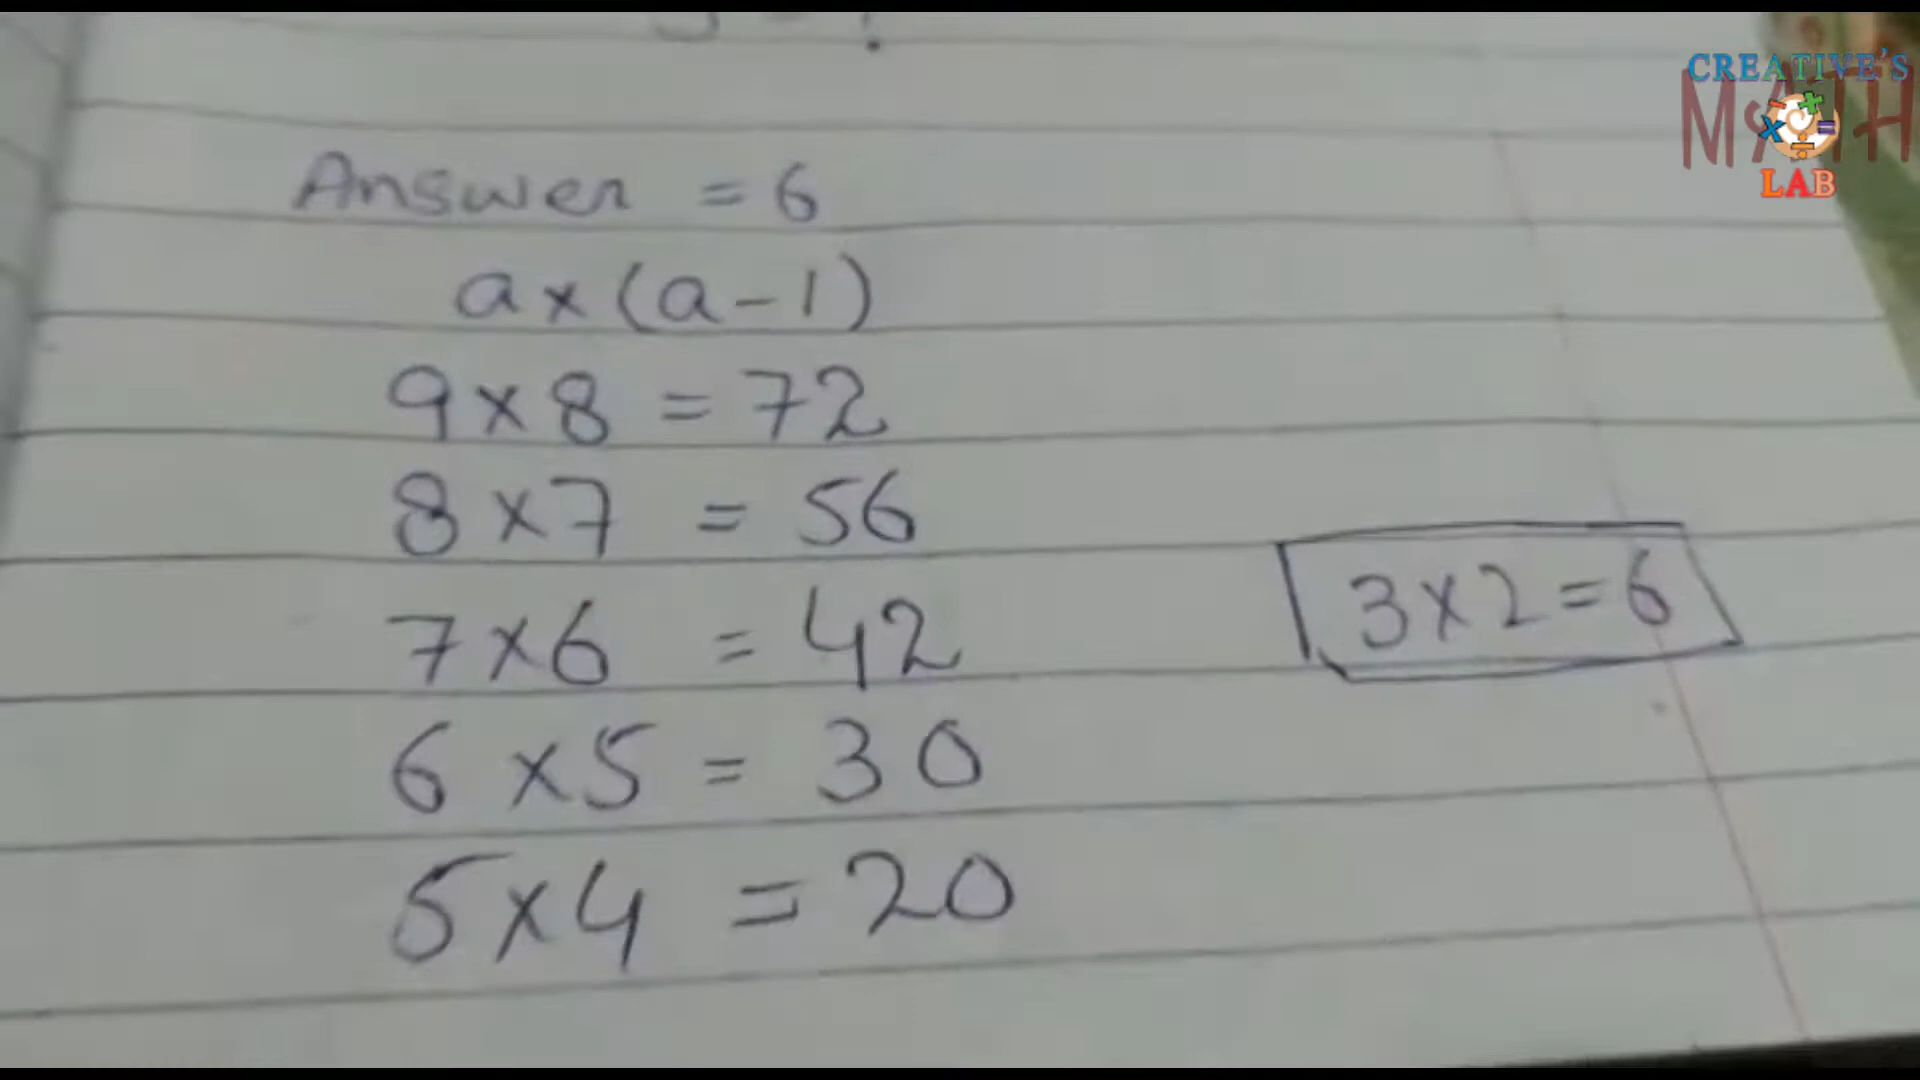 Answer = 6
a×(a-1)
9×8 = 72
8×7 = 56
7×6 = 42
6×5 = 30
5×4 = 20
3×2=6
CREATIVE'S
MATH
LAB